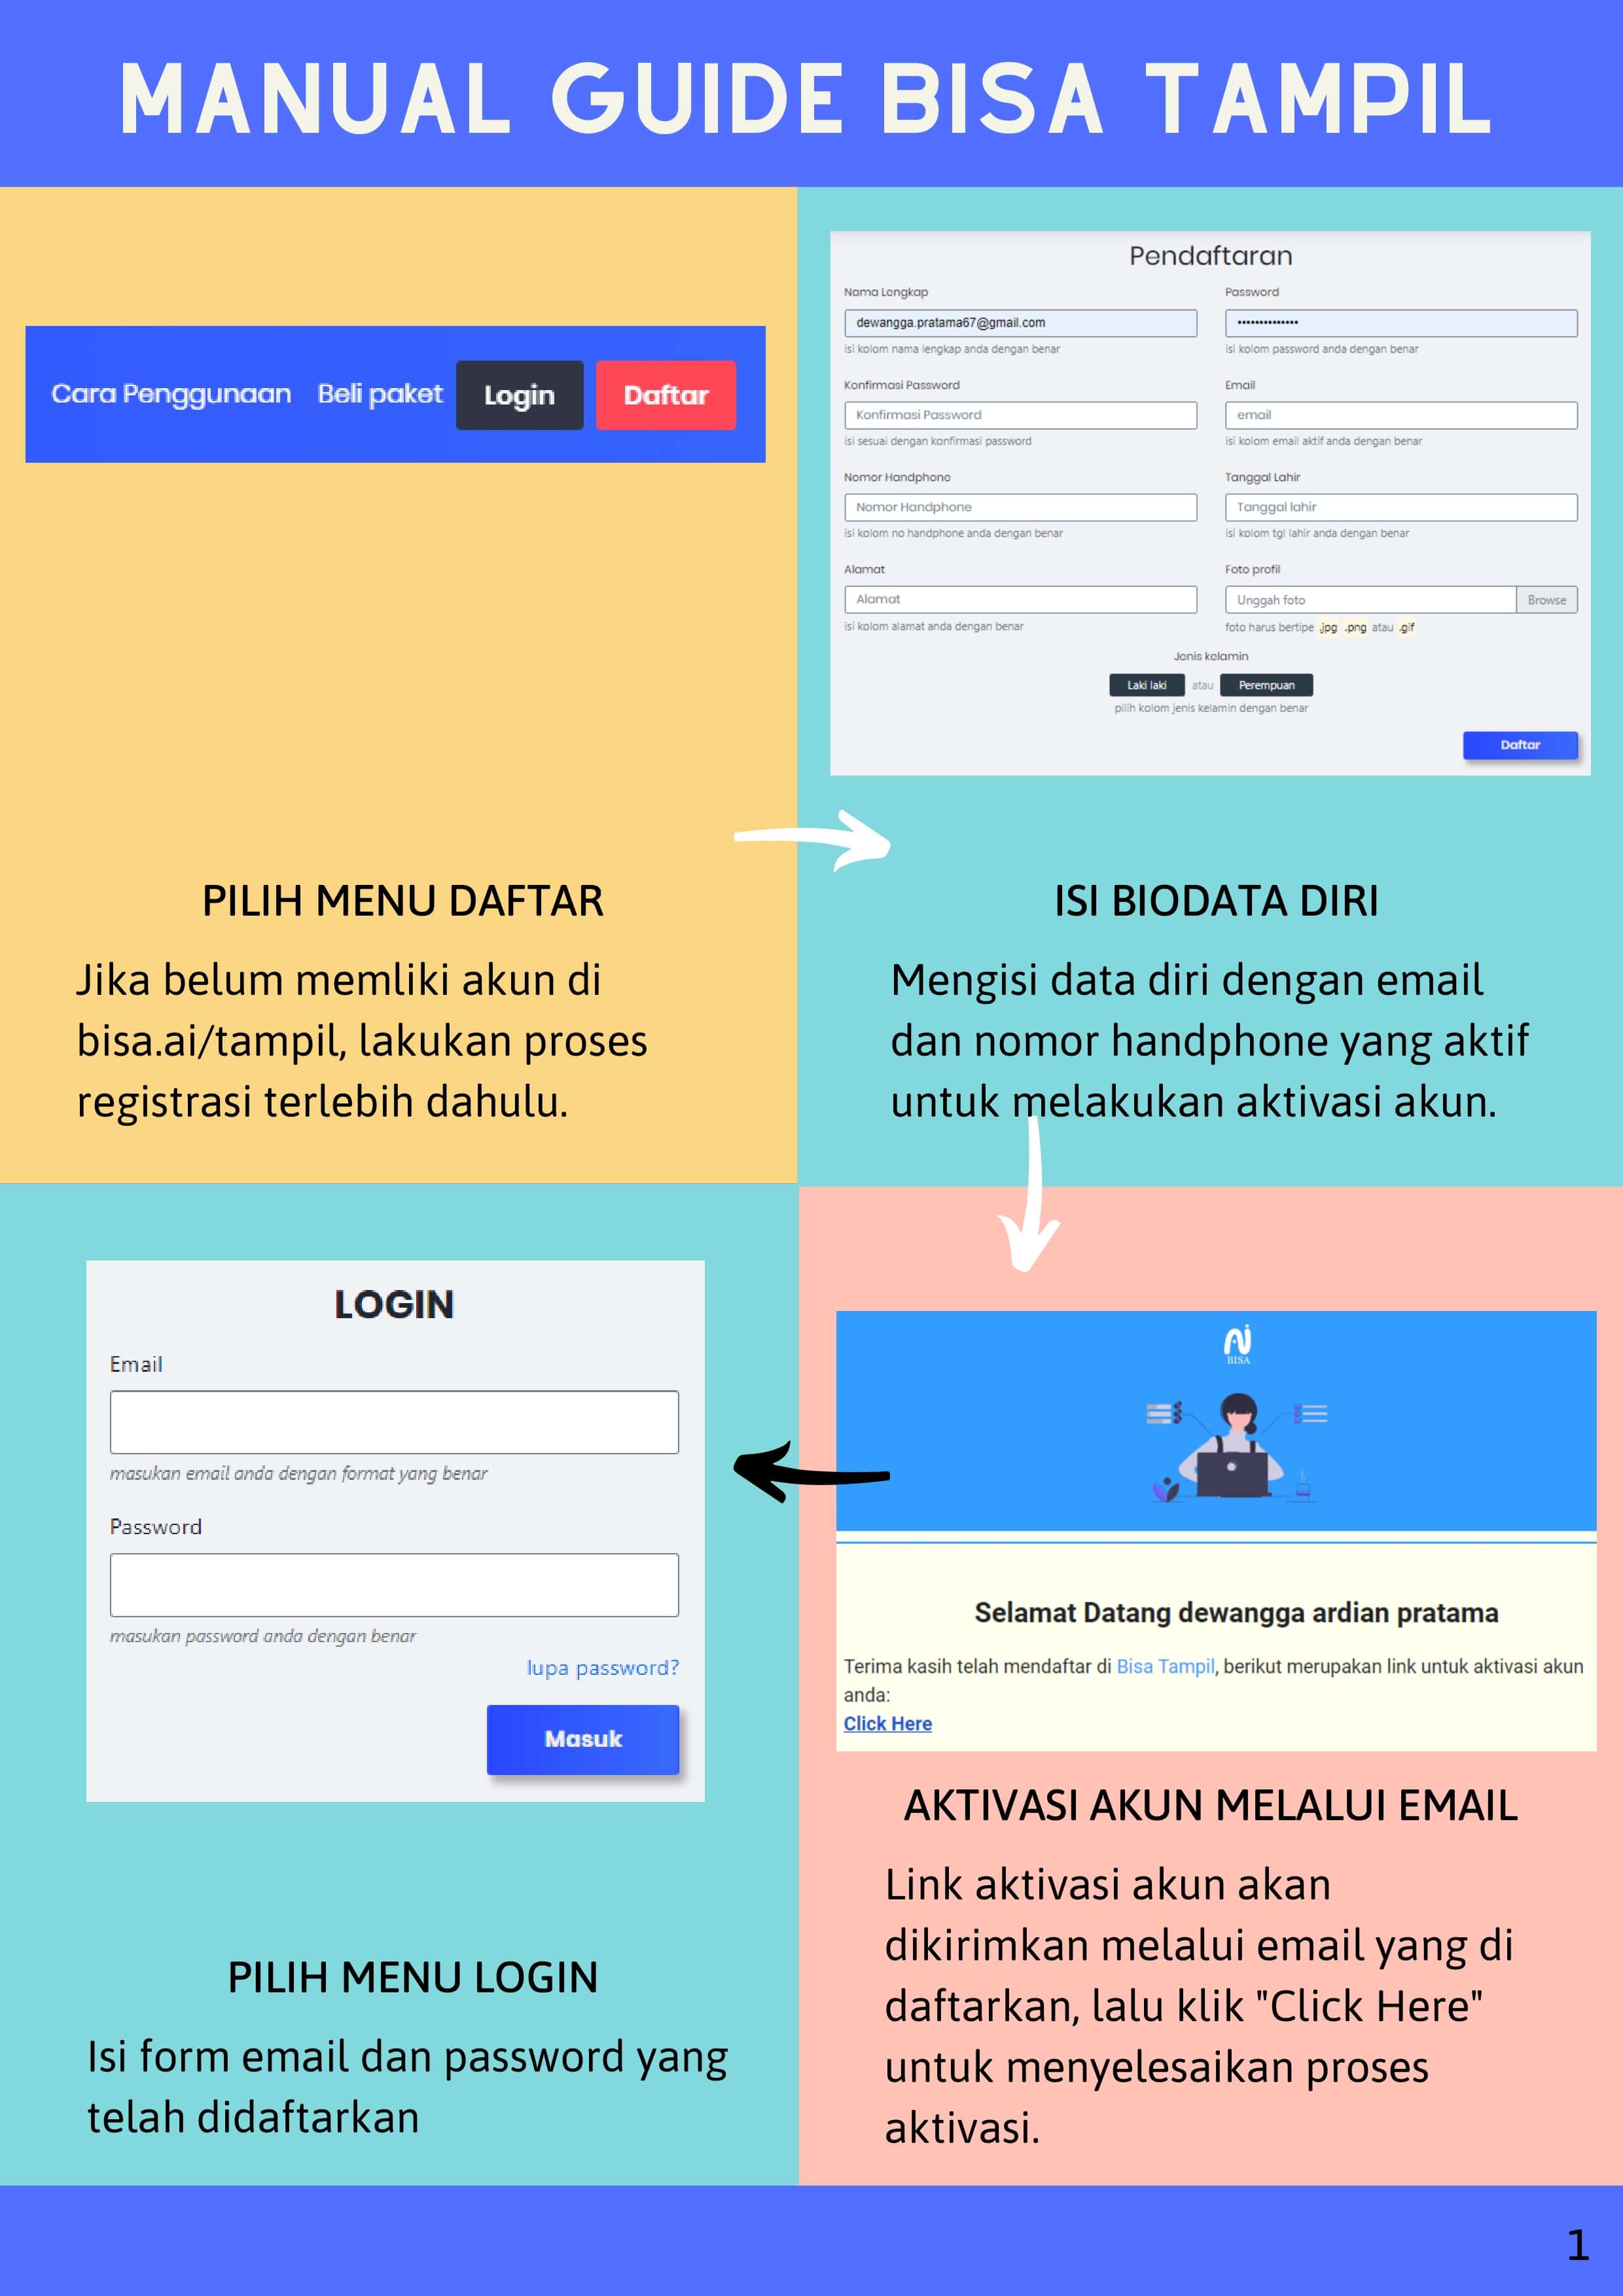 MANUAL GUIDE BISA TAMPIL
Cara Penggunaan Beli paket Login Daftar
PILIH MENU DAFTAR
Jika belum memliki akun di
bisa.ai/tampil, lakukan proses
registrasi terlebih dahulu.
Pendaftaran
Nama Lengkap Password
dewangga.pratama67@gmail.com ••••••••••••••
isi kolom nama lengkap anda dengan benar isi kolom password anda dengan benar
Konfirmasi Password Email
Konfirmasi Password email
isi sesuai dengan konfirmasi password isi kolom email aktif anda dengan benar
Nomor Handphone Tanggal Lahir
Nomor Handphone Tanggal lahir
isi kolom no handphone anda dengan benar isi kolom tgl lahir anda dengan benar
Alamat Foto profil
Alamat Unggah foto Browse
isi kolom alamat anda dengan benar foto harus bertipe .jpg .png atau .gif
Jenis kelamin
Laki laki atau Perempuan
pilih kolom jenis kelamin dengan benar
Daftar
ISI BIODATA DIRI
Mengisi data diri dengan email
dan nomor handphone yang aktif
untuk melakukan aktivasi akun.
BISA
Selamat Datang dewangga ardian pratama
Terima kasih telah mendaftar di Bisa Tampil, berikut merupakan link untuk aktivasi akun
anda:
Click Here
AKTIVASI AKUN MELALUI EMAIL
Link aktivasi akun akan
dikirimkan melalui email yang di
daftarkan, lalu klik "Click Here"
untuk menyelesaikan proses
aktivasi.
LOGIN
Email
masukan email anda dengan format yang benar
Password
masukan password anda dengan benar
lupa password?
Masuk
PILIH MENU LOGIN
Isi form email dan password yang
telah didaftarkan
1